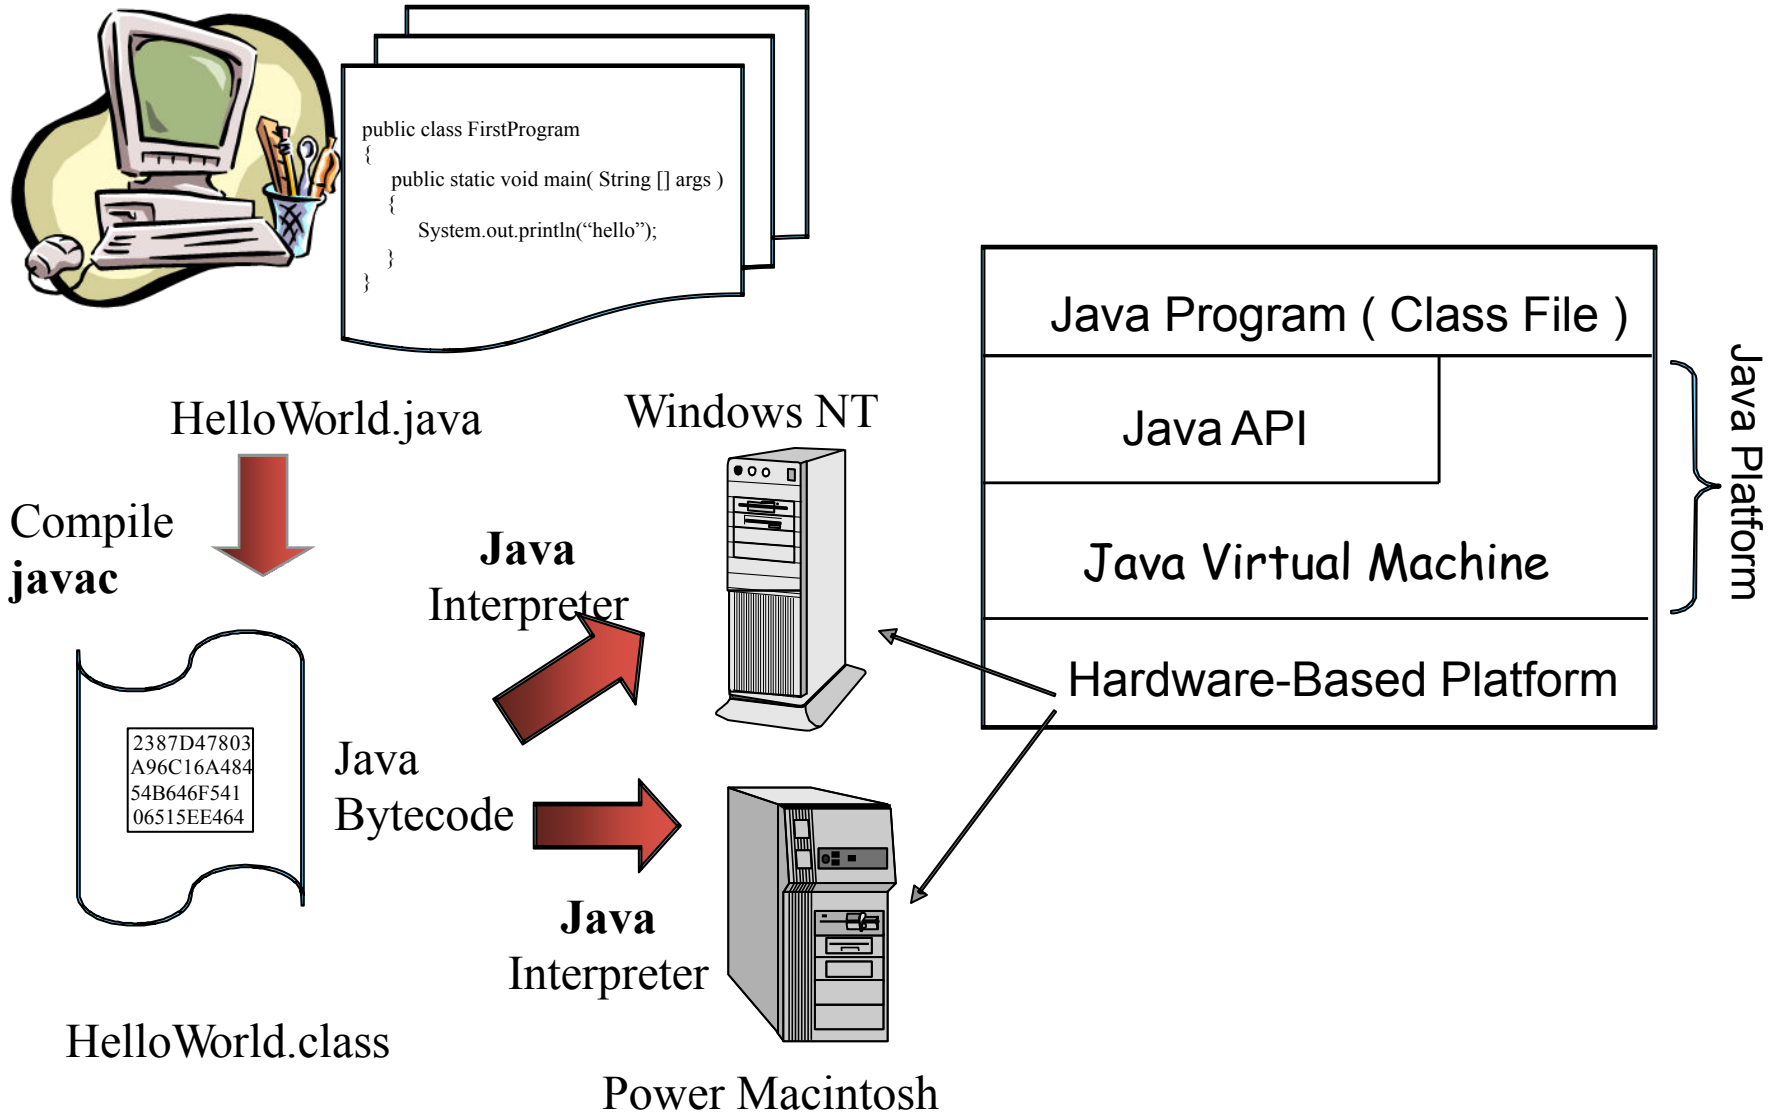 public class FirstProgram
{
public static void main( String [] args )
{
System.out.println(“hello”);
}
}
HelloWorld.java
Compile
javac
2387D47803
A96C16A484
54B646F541
06515EE464
Java
Bytecode
HelloWorld.class
Java
Interpreter
Windows NT
Java
Interpreter
Power Macintosh
Java Program ( Class File )
Java API
Java Virtual Machine
Hardware-Based Platform
Java Platform